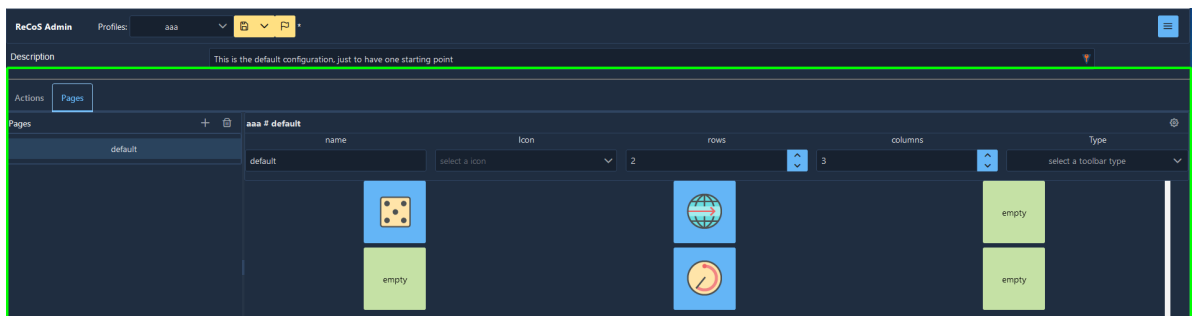 ReCoS Admin Profiles: aaa *
Description This is the default configuration, just to have one starting point
Actions Pages
Pages aaa # default
default
name Icon rows columns Type
default select a icon 2 3 select a toolbar type
empty
empty empty